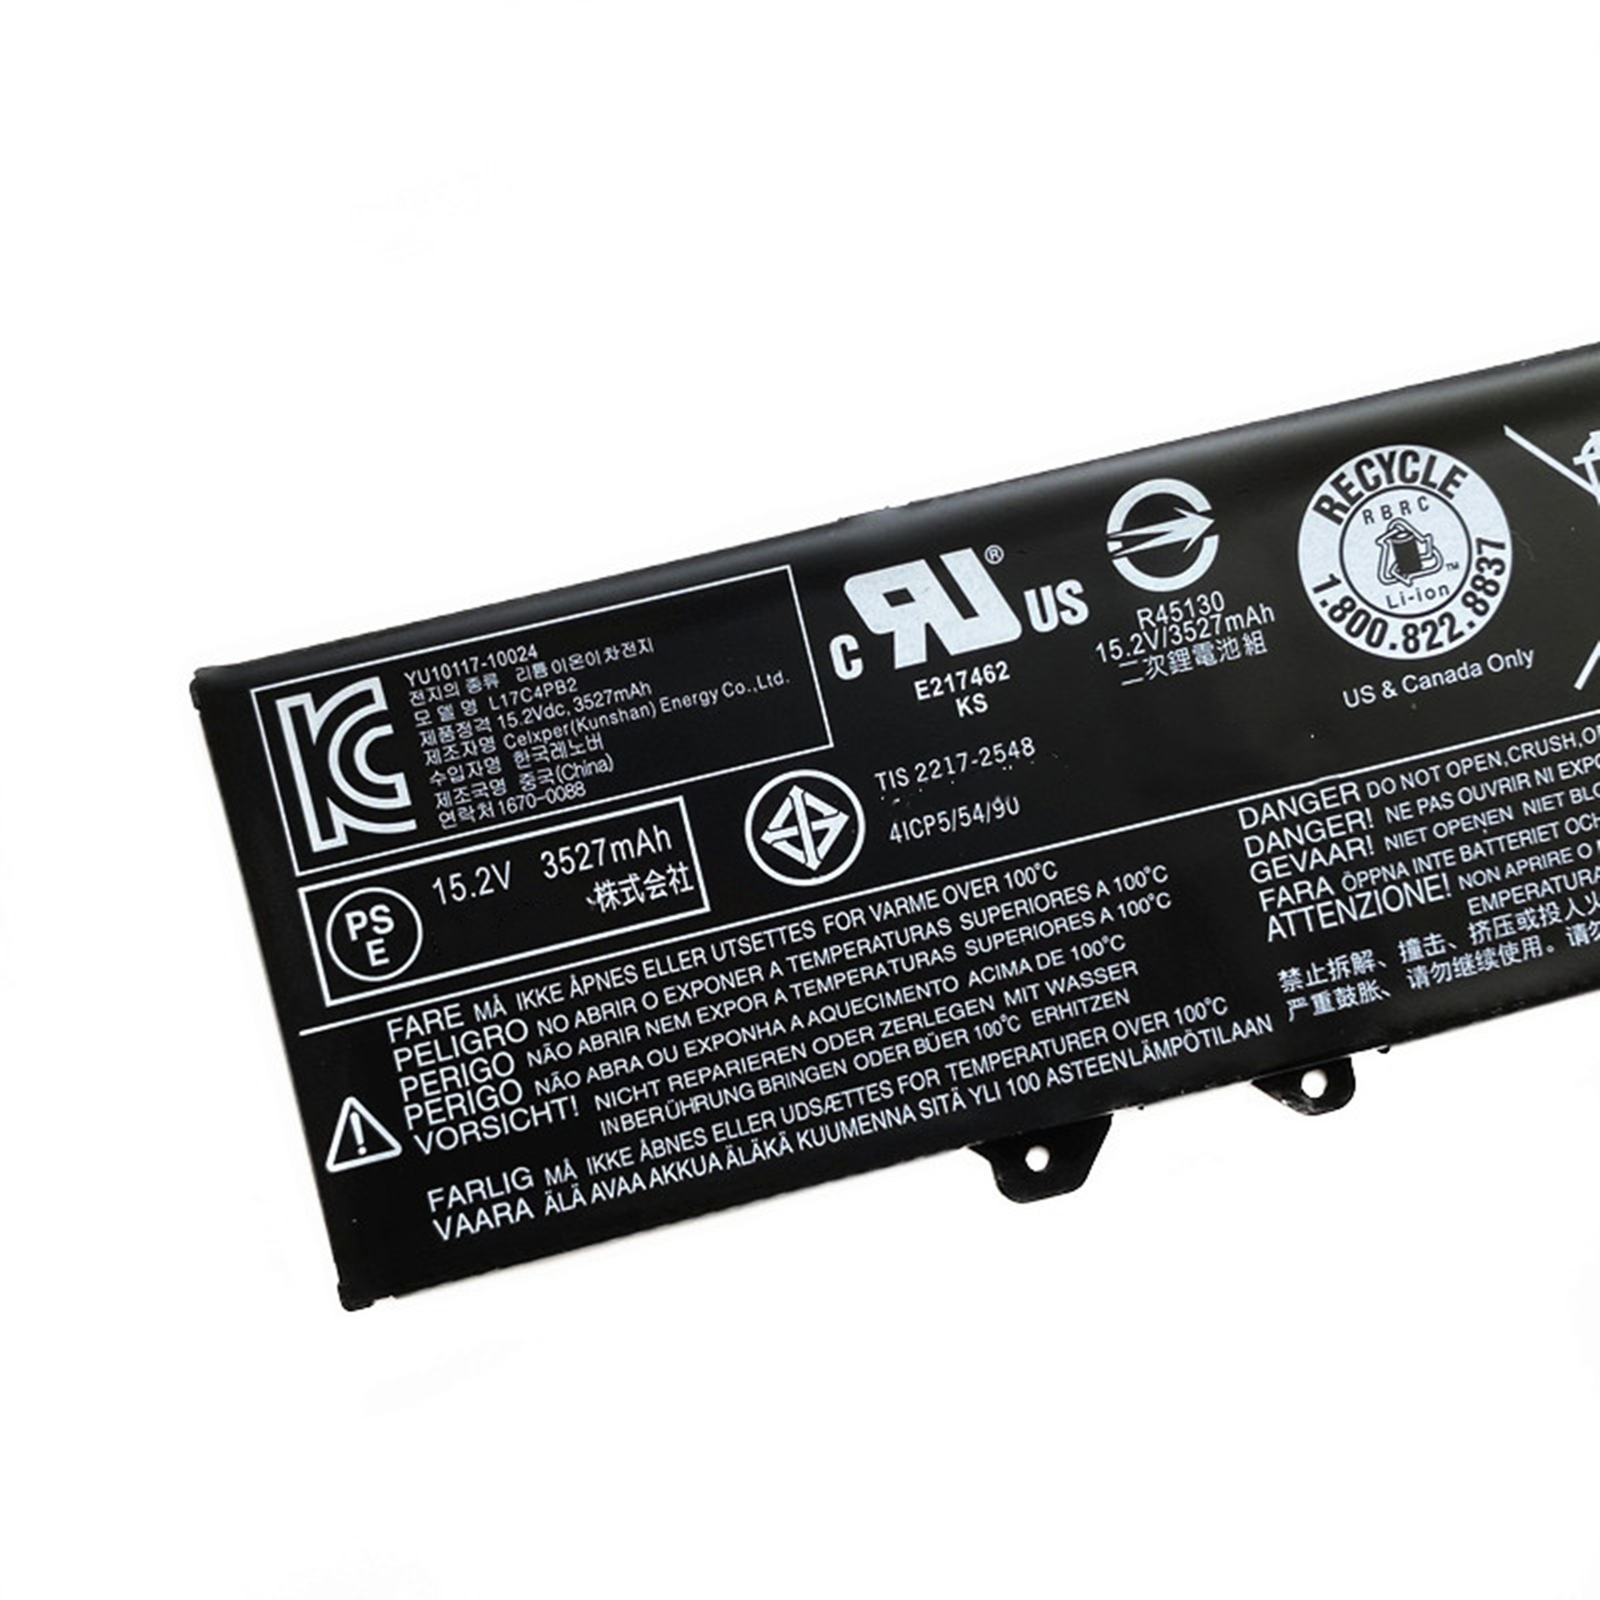 YU10117-10024
전지의 종류 리튬이온이차전지
모 델 명 L17C4PB2
제품정격 15.2Vdc, 3527mAh
제조자명 Celxper(Kunshan) Energy Co.,Ltd.
수입자명 한국레노버
제조국명 중국(China)
연락처 1670-0088
PS
E
15.2V 3527mAh
株式会社
C
US
®
E217462
KS
R45130
15.2V/3527mAh
二次鋰電池組
RECYCLE
RBRC
Li-ion
TM
1.800.822.8837
US & Canada Only
TIS 2217-2548
4ICP5/54/90
FARE MÅ IKKE ÅPNES ELLER UTSETTES FOR VARME OVER 100°C
PELIGRO NO ABRIR O EXPONER A TEMPERATURAS SUPERIORES A 100°C
PERIGO NÃO ABRIR NEM EXPOR A TEMPERATURAS SUPERIORES A 100°C
PERIGO NÃO ABRA OU EXPONHA A AQUECIMENTO ACIMA DE 100°C
VORSICHT! NICHT REPARIEREN ODER ZERLEGEN MIT WASSER
INBERÜHRUNG BRINGEN ODER BÜER 100°C ERHITZEN
FARLIG MÅ IKKE ÅBNES ELLER UDSÆTTES FOR TEMPERATURER OVER 100°C
VAARA ÄLÄ AVAA AKKUA ÄLÄKÄ KUUMENNA SITÄ YLI 100 ASTEEN LÄMPÖTILAAN
DANGER DO NOT OPEN, CRUSH,
DANGER! NE PAS OUVRIR NI
GEVAAR! NIET OPENEN NIET
FARA ÖPPNA INTE BATTERIET OCH
ATTENZIONE! NON APRIRE O
禁止拆解、撞击、挤压或投入火
严重鼓胀、请勿继续使用。请勿